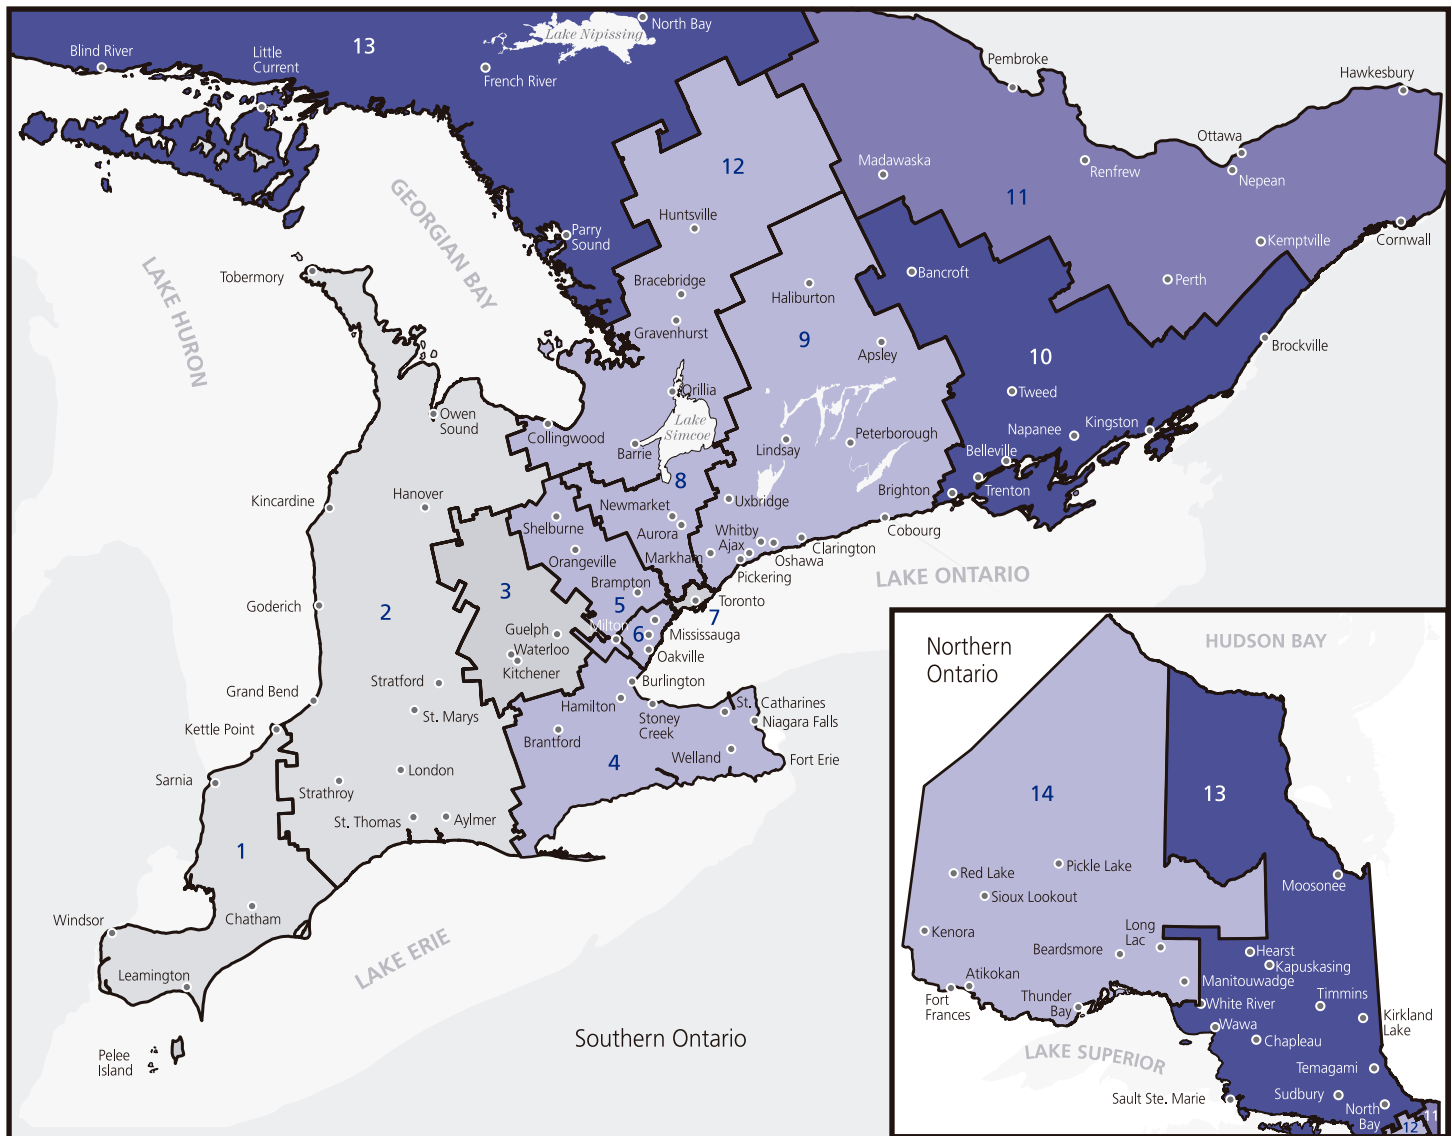 North Bay
Lake Nipissing
13
Blind River
Little
Current
French River
Pembroke
Hawkesbury
Ottawa
Madawaska
12
Renfrew
Nepean
11
GEORGIAN BAY
Huntsville
Parry
Sound
Kemptville
Cornwall
LAKE HURON
Tobermory
Bracebridge
Bancroft
Perth
Haliburton
Gravenhurst
9
Apsley
10
Brockville
Orillia
Tweed
Owen
Sound
Lake
Simcoe
Collingwood
Barrie
Lindsay
Peterborough
Napanee
Kingston
Belleville
8
Kincardine
Hanover
Newmarket
Uxbridge
Brighton
Trenton
Shelburne
Aurora
Whitby
Ajax
Cobourg
Clarington
Markham
Oshawa
Orangeville
Pickering
LAKE ONTARIO
Brampton
3
Goderich
2
5
Toronto
7
Guelph
Milton
6
Mississauga
Waterloo
Oakville
Kitchener
Stratford
Burlington
Grand Bend
Hamilton
St. Catharines
St. Marys
Stoney
Creek
Niagara Falls
Kettle Point
Brantford
Welland
Fort Erie
4
London
Sarnia
Strathroy
St. Thomas
Aylmer
1
Windsor
Chatham
LAKE ERIE
Leamington
Pelee
Island
Southern Ontario
Northern
Ontario
HUDSON BAY
14
13
Red Lake
Pickle Lake
Moosonee
Sioux Lookout
Kenora
Long
Lac
Beardsmore
Hearst
Kapuskasing
Atikokan
Manitouwadge
Fort
Frances
Thunder
Bay
White River
Timmins
Kirkland
Lake
Wawa
Chapleau
LAKE SUPERIOR
Temagami
Sault Ste. Marie
Sudbury
North
Bay
11
12